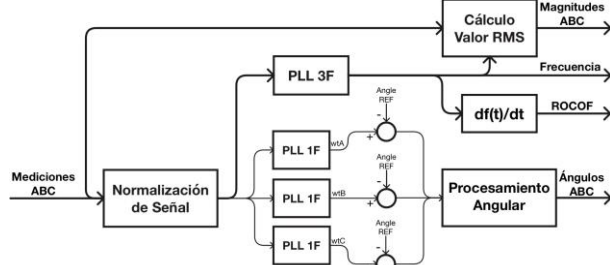 Cálculo
Valor RMS
Magnitudes
ABC
PLL 3F
Frecuencia
df(t)/dt
ROCOF
Angle
REF
-
+
PLL 1F
wtA
Mediciones
ABC
Normalización
de Señal
Angle
REF
-
+
PLL 1F
wtB
Procesamiento
Angular
Ángulos
ABC
Angle
REF
-
PLL 1F
wtC